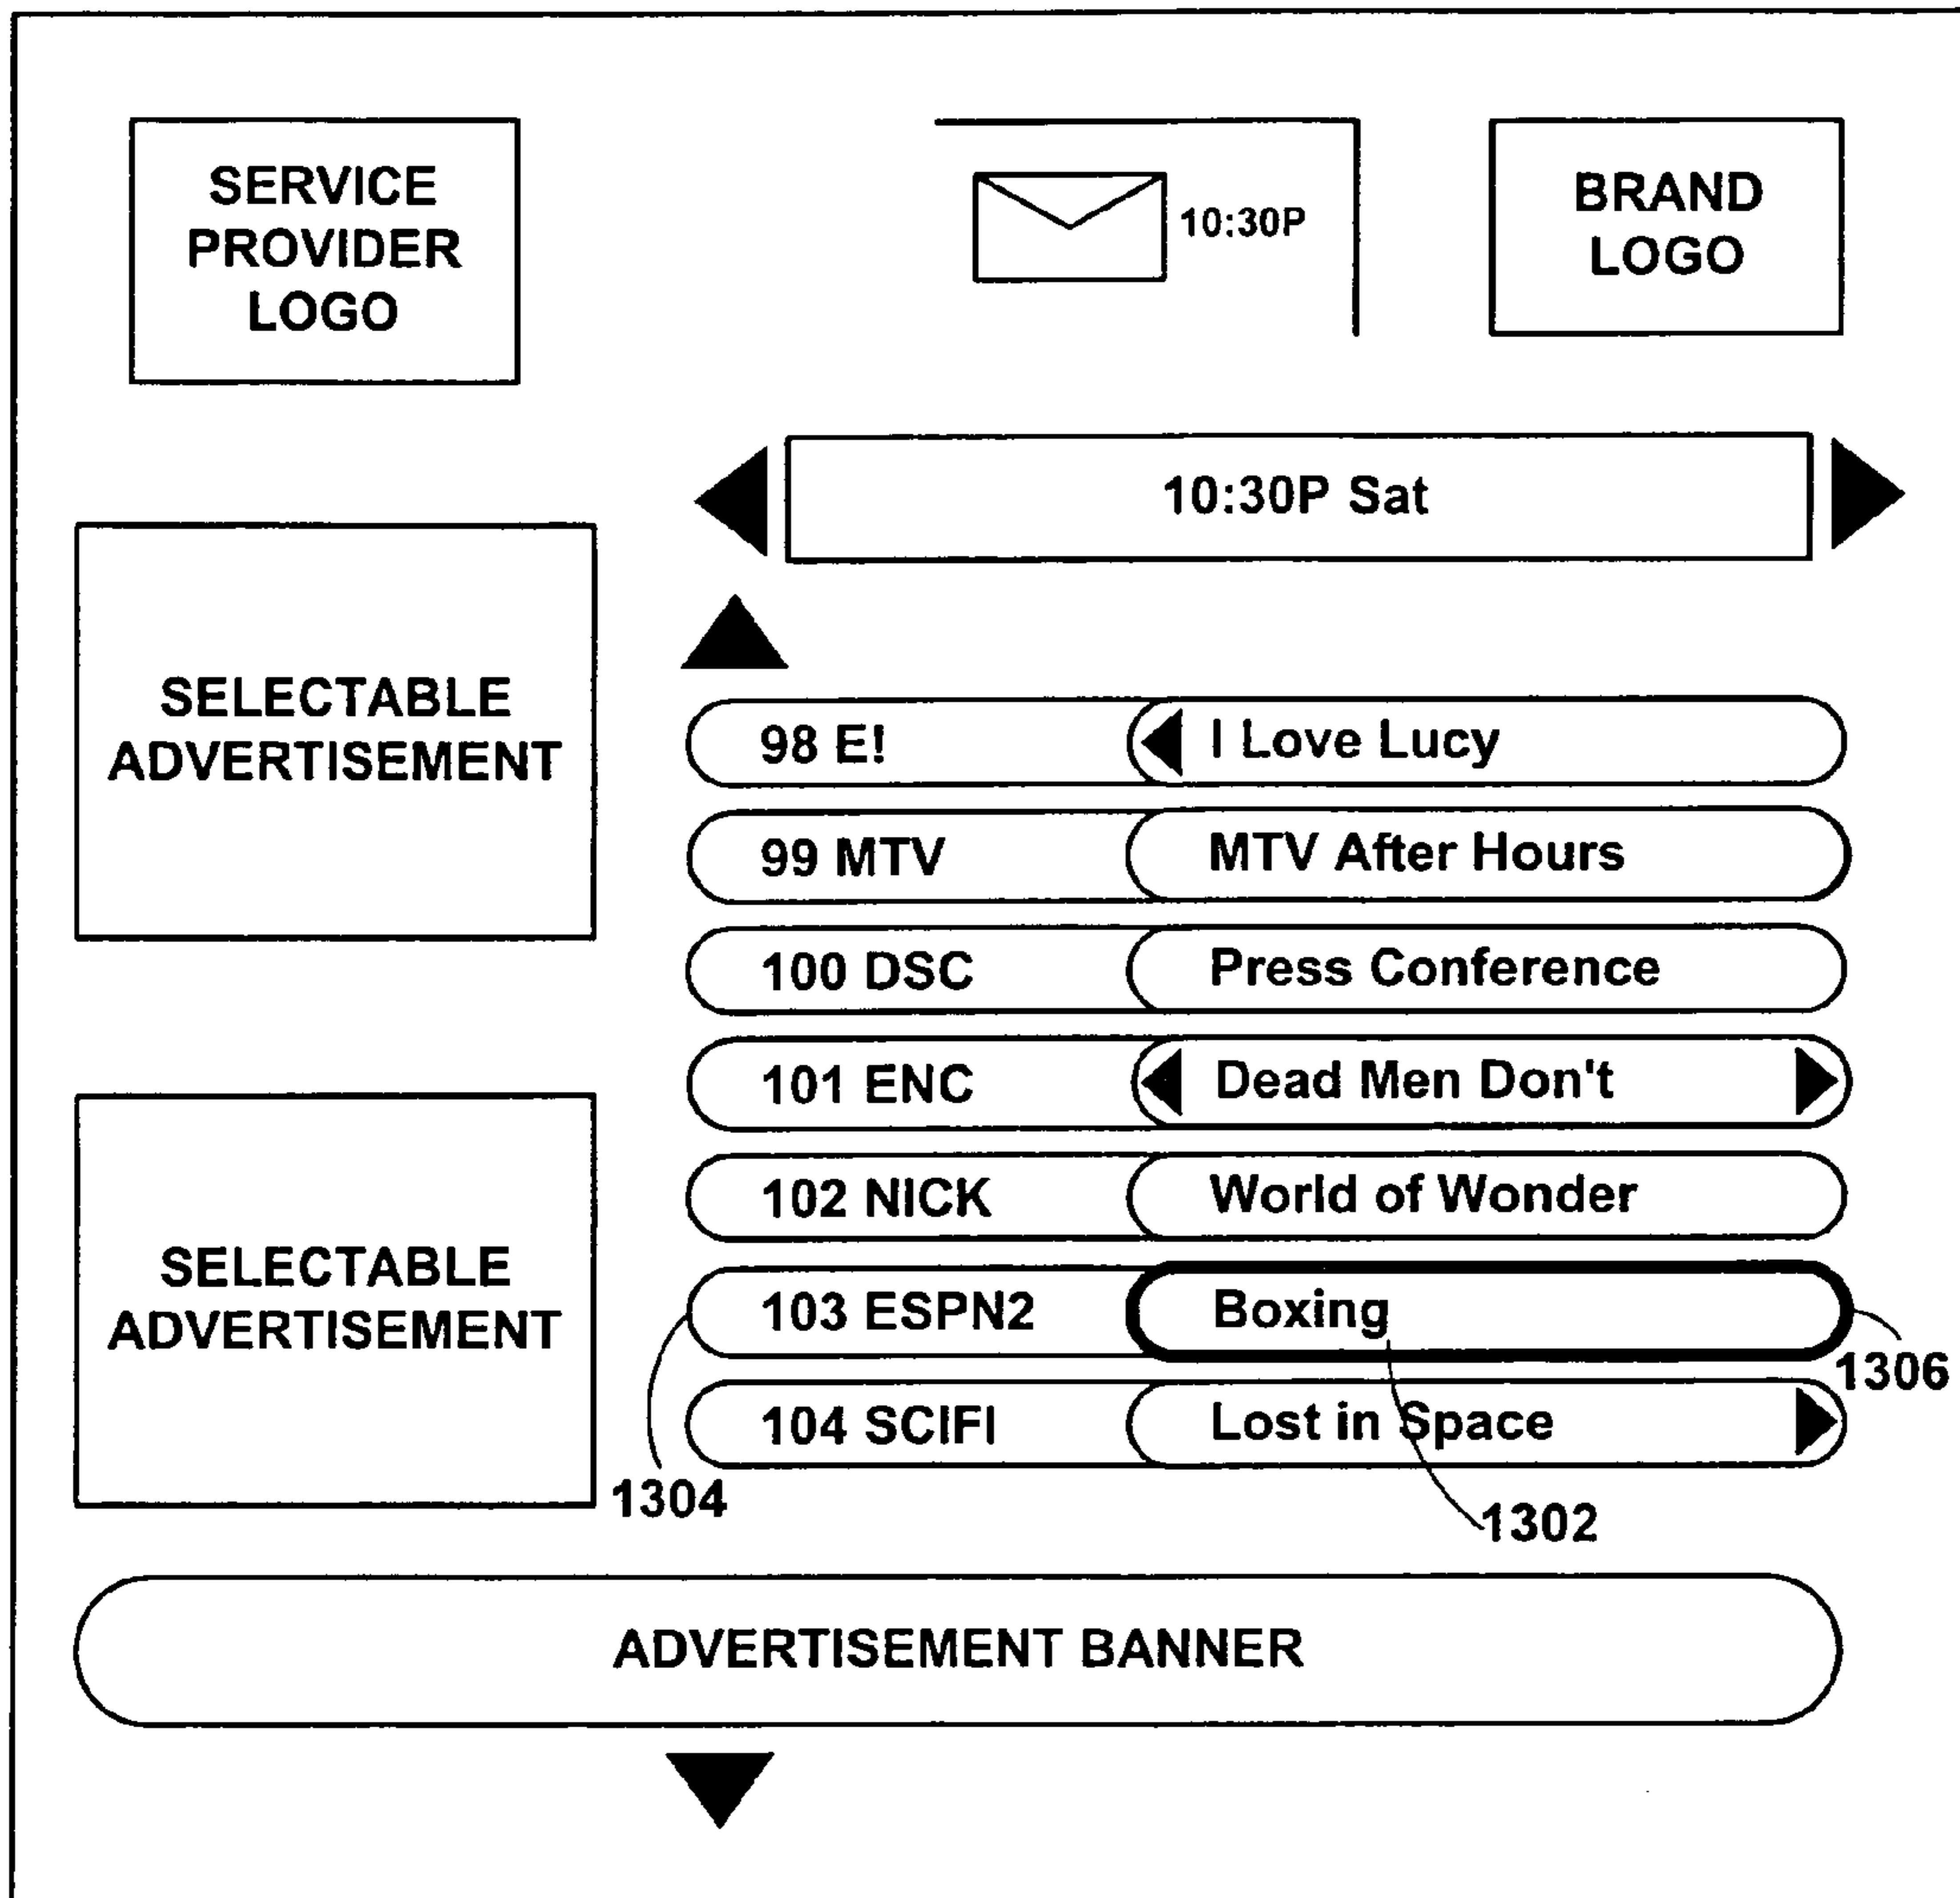 SERVICE
PROVIDER
LOGO
10:30P
BRAND
LOGO
10:30P Sat
SELECTABLE
ADVERTISEMENT
98 E! I Love Lucy
99 MTV MTV After Hours
100 DSC Press Conference
101 ENC Dead Men Don't
102 NICK World of Wonder
SELECTABLE
ADVERTISEMENT
103 ESPN2 Boxing
1306
104 SCIFI Lost in Space
1304
1302
ADVERTISEMENT BANNER